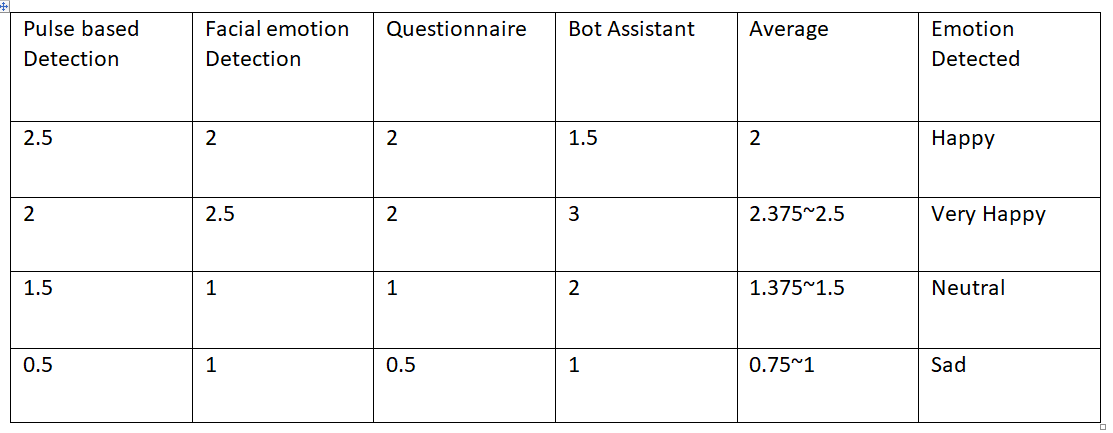 Pulse based Detection | Facial emotion Detection | Questionnaire | Bot Assistant | Average | Emotion Detected
2.5 | 2 | 2 | 1.5 | 2 | Happy
2 | 2.5 | 2 | 3 | 2.375~2.5 | Very Happy
1.5 | 1 | 1 | 2 | 1.375~1.5 | Neutral
0.5 | 1 | 0.5 | 1 | 0.75~1 | Sad